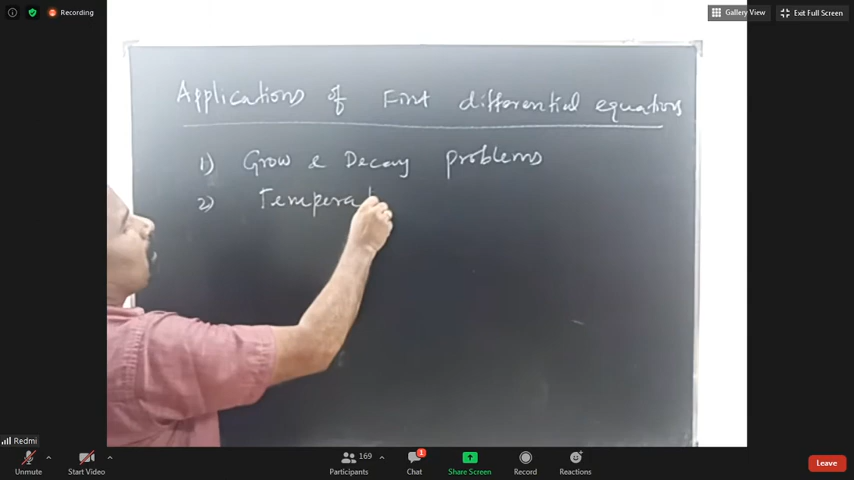 Recording
Gallery View
Exit Full Screen
Applications of First differential equations
1) Grow & Decay problems
2) Temperat
Redmi
Unmute
Start Video
169
Participants
1
Chat
Share Screen
Record
Reactions
Leave